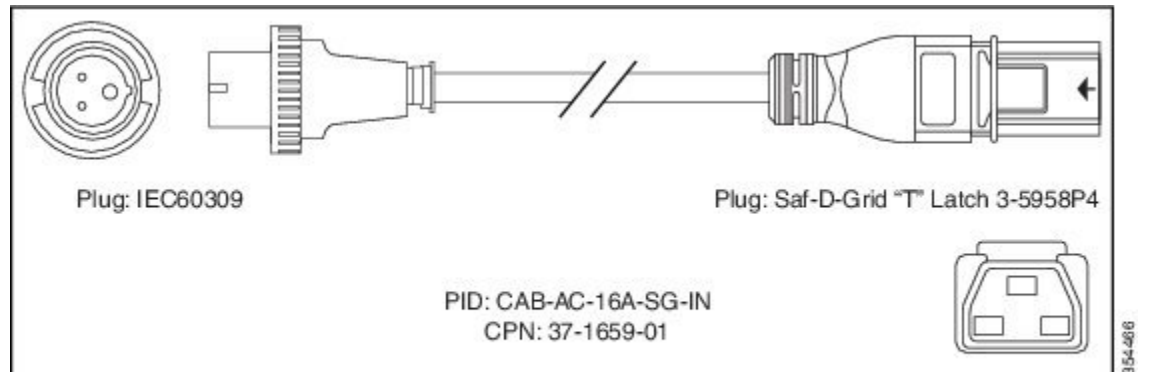 Plug: IEC60309
Plug: Saf-D-Grid “T” Latch 3-5958P4
PID: CAB-AC-16A-SG-IN
CPN: 37-1659-01
354466